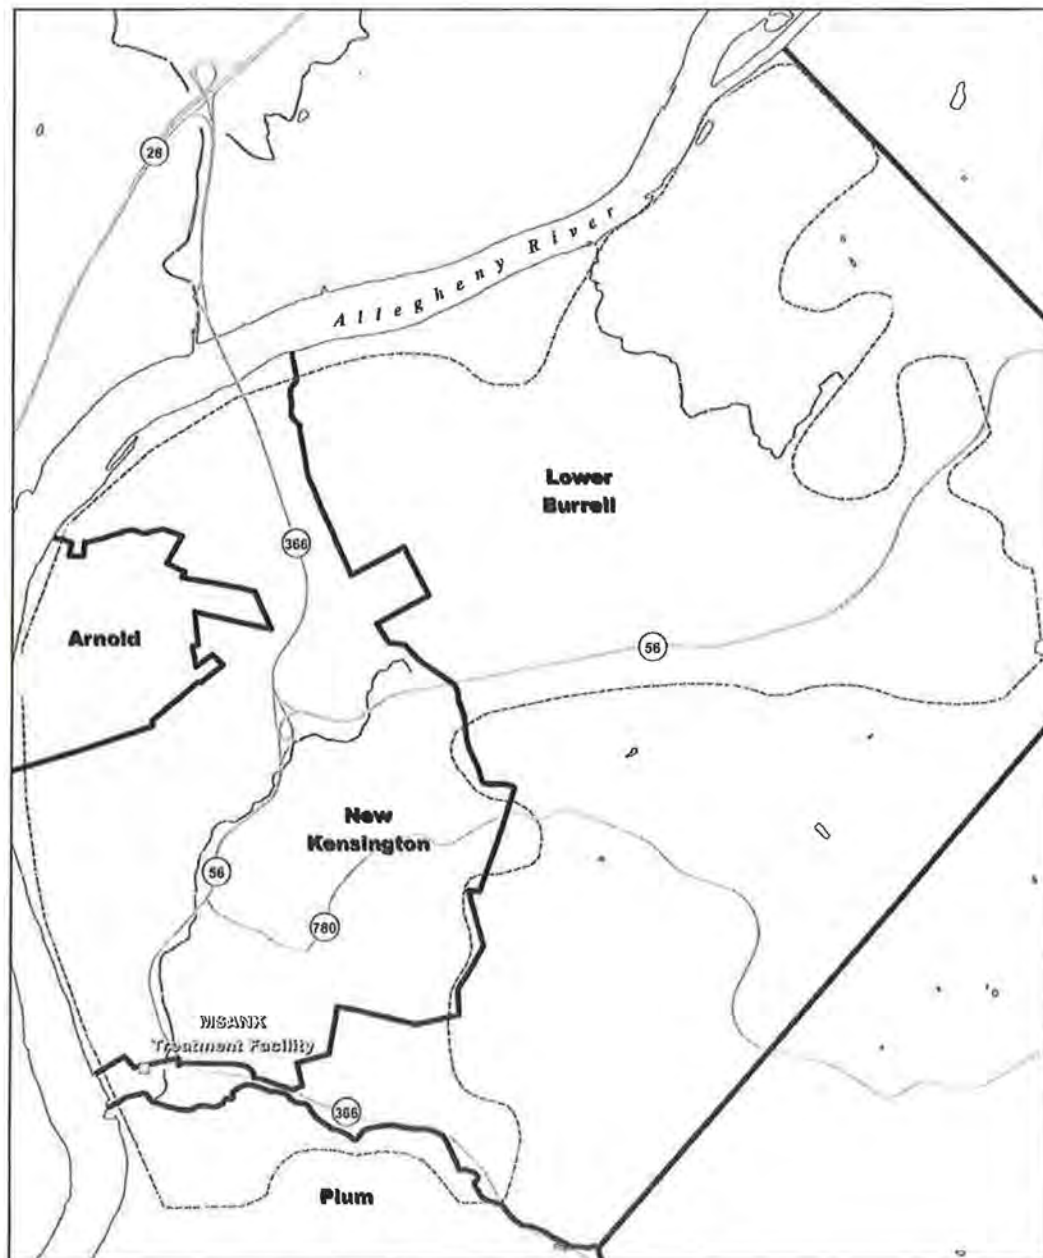 28
Allegheny River
Lower
Burrell
366
Arnold
56
New
Kensington
56
780
MSANK
Treatment Facility
366
Plum